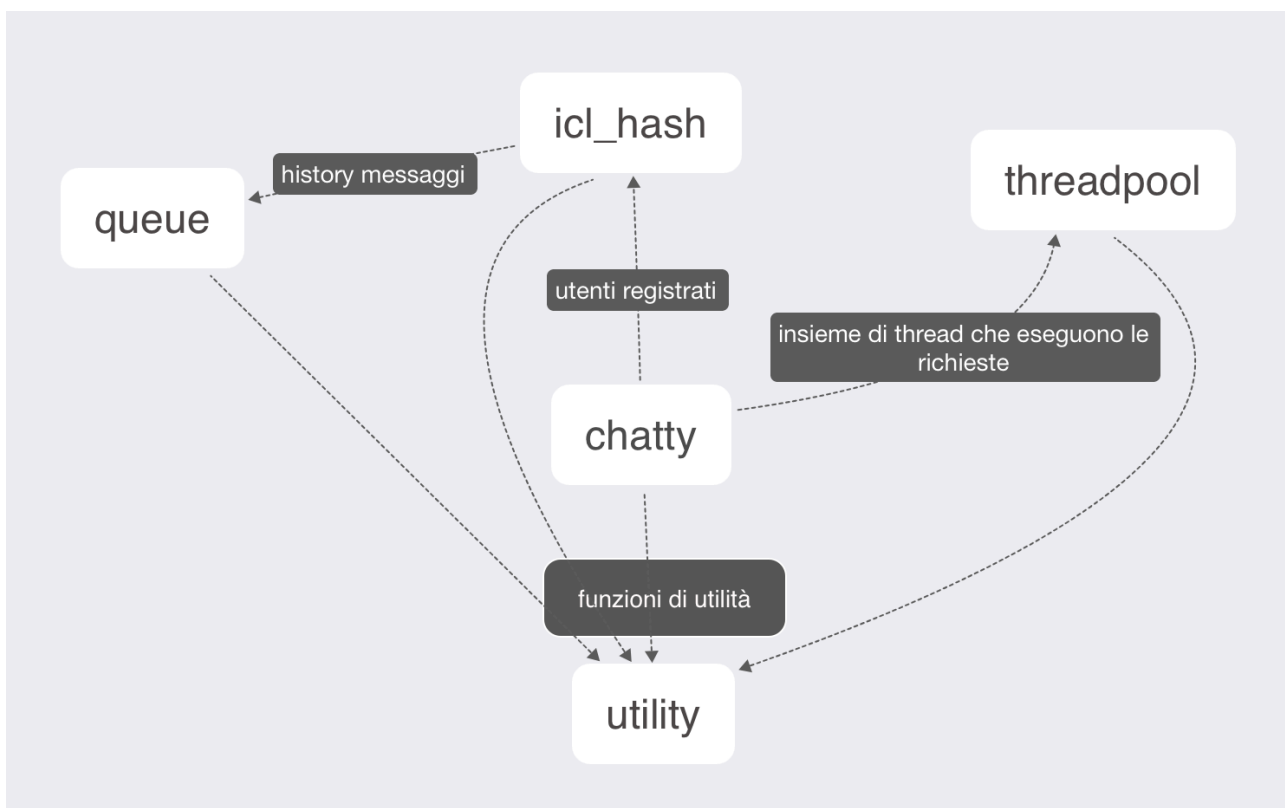 icl_hash
history messaggi
threadpool
queue
utenti registrati
insieme di thread che eseguono le
richieste
chatty
funzioni di utilità
utility